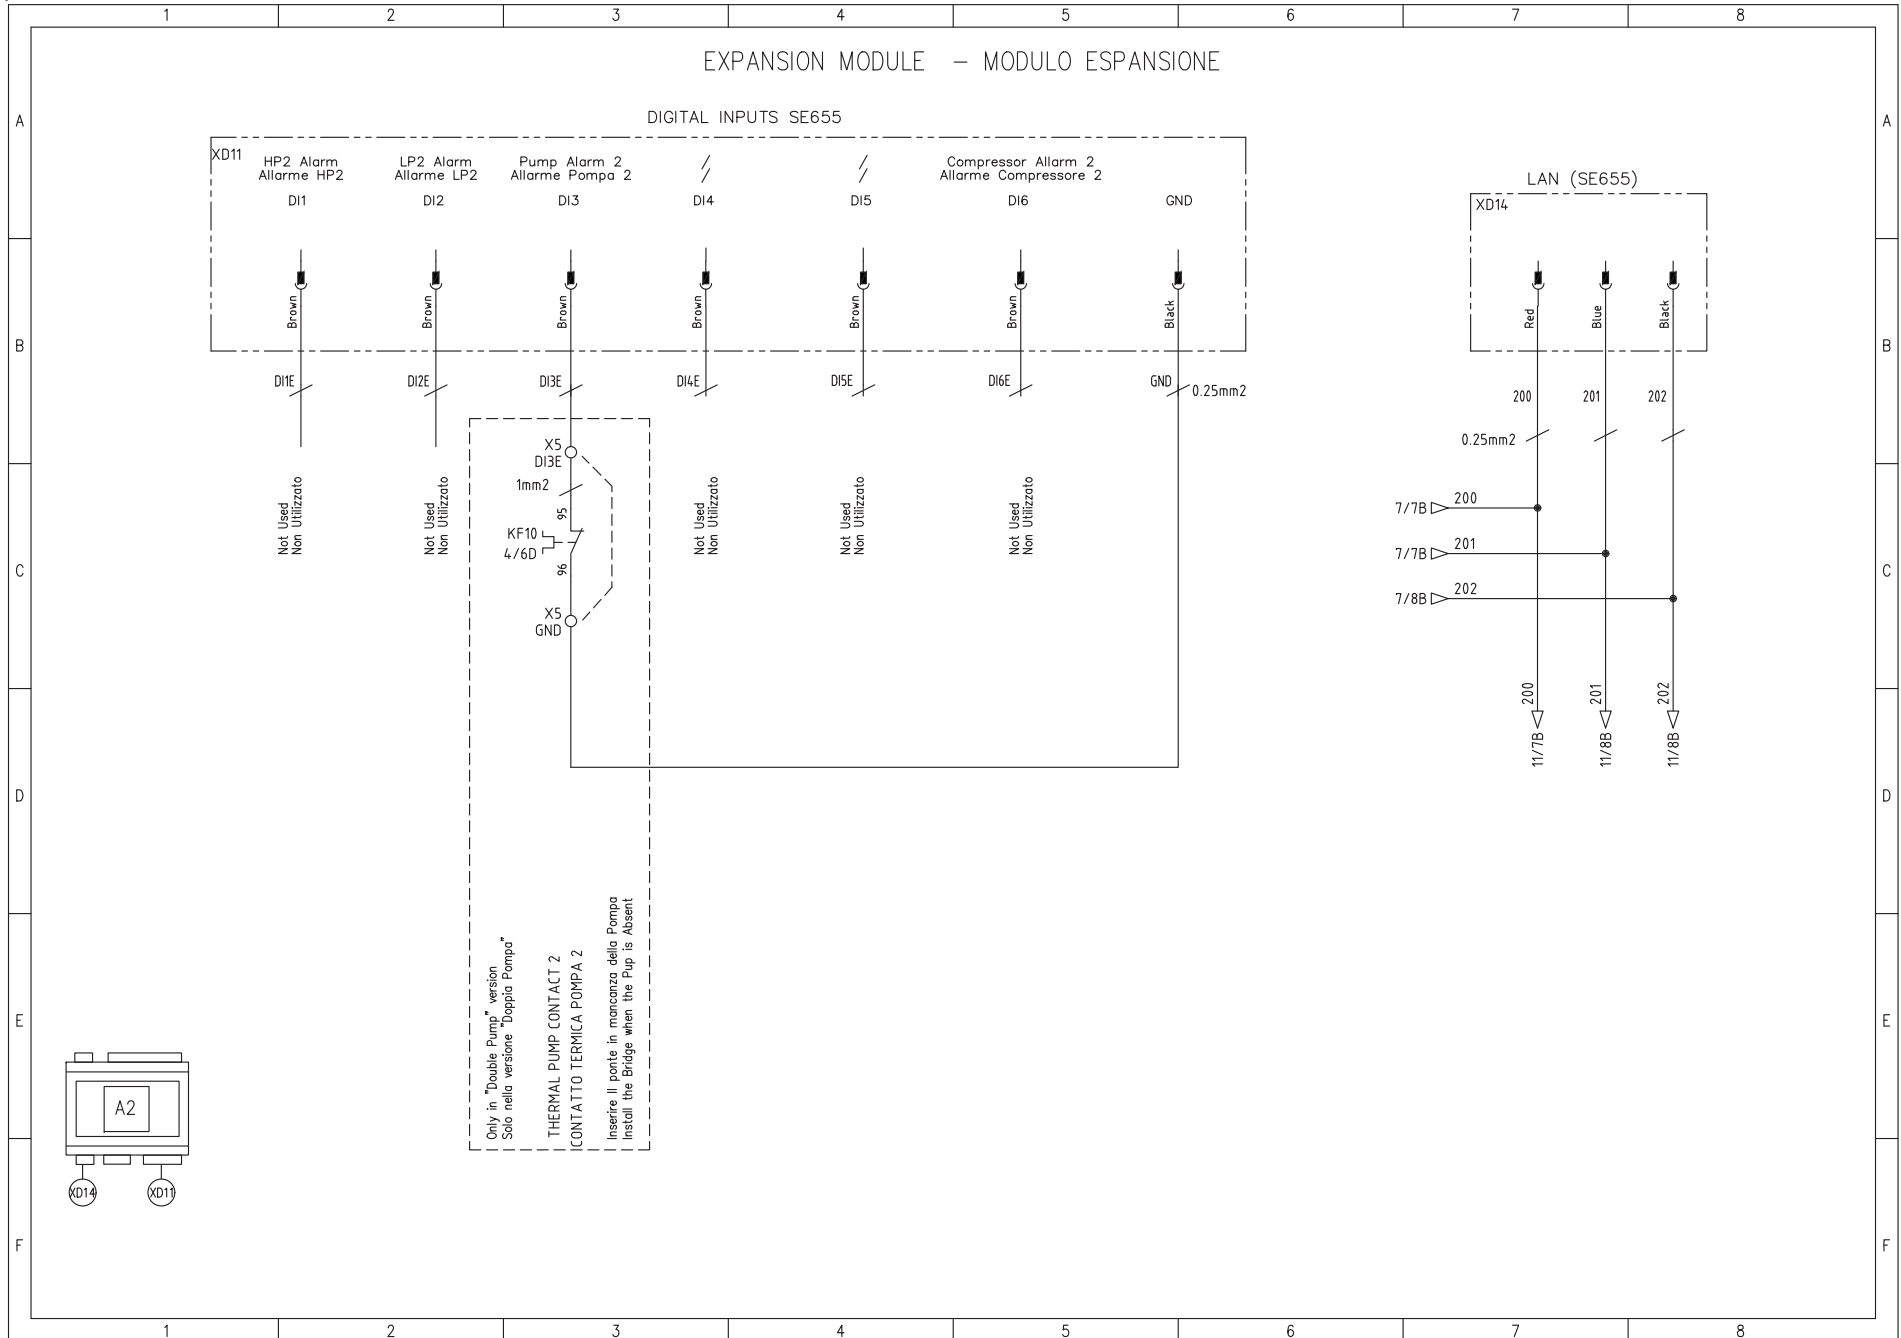 1 2 3 4 5 6 7 8
EXPANSION MODULE – MODULO ESPANSIONE
A A
DIGITAL INPUTS SE655
XD11
HP2 Alarm
Allarme HP2
DI1
LP2 Alarm
Allarme LP2
DI2
Pump Alarm 2
Allarme Pompa 2
DI3
/
/
DI4
/
/
DI5
Compressor Allarm 2
Allarme Compressore 2
DI6
GND
LAN (SE655)
XD14
Brown
Brown
Brown
Brown
Brown
Brown
Black
Red
Blue
Black
B B
DI1E
DI2E
DI3E
DI4E
DI5E
DI6E
GND
0.25mm2
200
201
202
0.25mm2
X5
DI3E
1mm2
95
KF10
4/6D
96
X5
GND
Not Used
Non Utilizzato
Not Used
Non Utilizzato
Not Used
Non Utilizzato
Not Used
Non Utilizzato
Not Used
Non Utilizzato
7/7B 200
7/7B 201
7/8B 202
C C
200
201
202
11/7B
11/8B
11/8B
D D
Only in "Double Pump" version
Solo nella versione "Doppia Pompa"
THERMAL PUMP CONTACT 2
CONTATTO TERMICA POMPA 2
Inserire Il ponte in mancanza della Pompa
Install the Bridge when the Pup is Absent
E E
A2
XD14
XD11
F F
1 2 3 4 5 6 7 8